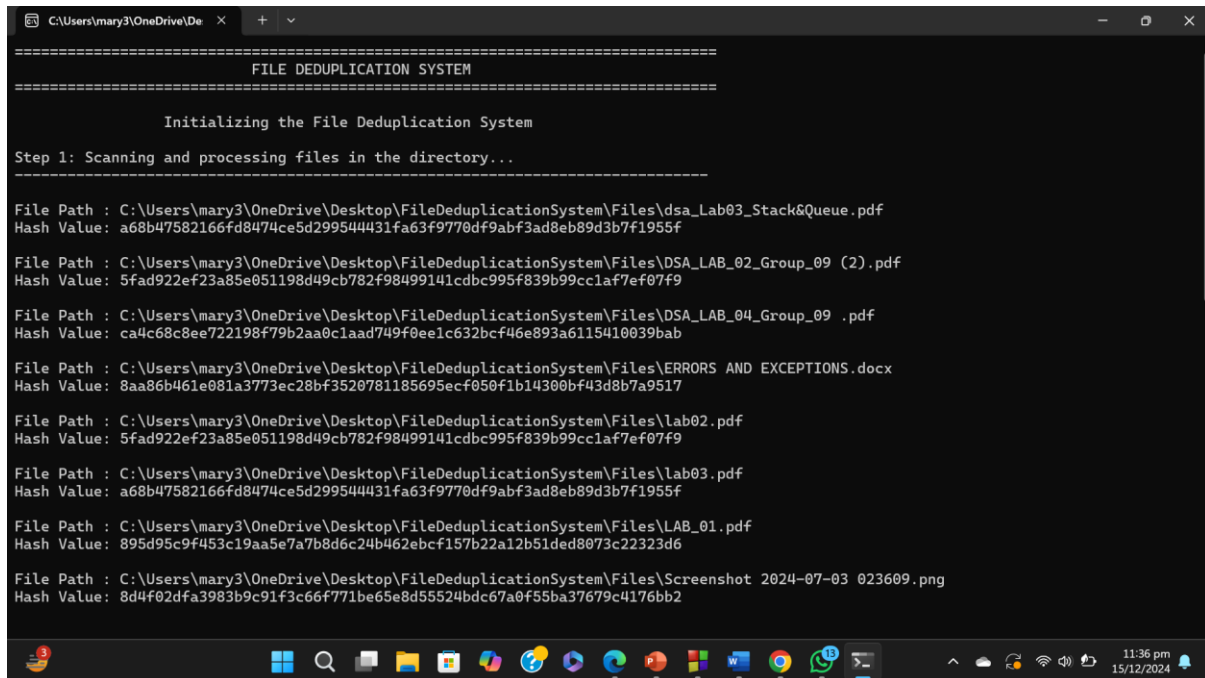 C:\Users\mary3\OneDrive\De:
================================================================================
FILE DEDUPLICATION SYSTEM
================================================================================
Initializing the File Deduplication System
Step 1: Scanning and processing files in the directory...
-------------------------------------------------------------------------------
File Path : C:\Users\mary3\OneDrive\Desktop\FileDeduplicationSystem\Files\dsa_Lab03_Stack&Queue.pdf
Hash Value: a68b47582166fd8474ce5d299544431fa63f9770df9abf3ad8eb89d3b7f1955f
File Path : C:\Users\mary3\OneDrive\Desktop\FileDeduplicationSystem\Files\DSA_LAB_02_Group_09 (2).pdf
Hash Value: 5fad922ef23a85e051198d49cb782f98499141cdbc995f839b99cc1af7ef07f9
File Path : C:\Users\mary3\OneDrive\Desktop\FileDeduplicationSystem\Files\DSA_LAB_04_Group_09 .pdf
Hash Value: ca4c68c8ee722198f79b2aa0c1aad749f0ee1c632bcf46e893a6115410039bab
File Path : C:\Users\mary3\OneDrive\Desktop\FileDeduplicationSystem\Files\ERRORS AND EXCEPTIONS.docx
Hash Value: 8aa86b461e081a3773ec28bf3520781185695ecf050f1b14300bf43d8b7a9517
File Path : C:\Users\mary3\OneDrive\Desktop\FileDeduplicationSystem\Files\lab02.pdf
Hash Value: 5fad922ef23a85e051198d49cb782f98499141cdbc995f839b99cc1af7ef07f9
File Path : C:\Users\mary3\OneDrive\Desktop\FileDeduplicationSystem\Files\lab03.pdf
Hash Value: a68b47582166fd8474ce5d299544431fa63f9770df9abf3ad8eb89d3b7f1955f
File Path : C:\Users\mary3\OneDrive\Desktop\FileDeduplicationSystem\Files\LAB_01.pdf
Hash Value: 895d95c9f453c19aa5e7a7b8d6c24b462ebcf157b22a12b51ded8073c22323d6
File Path : C:\Users\mary3\OneDrive\Desktop\FileDeduplicationSystem\Files\Screenshot 2024-07-03 023609.png
Hash Value: 8d4f02dfa3983b9c91f3c66f771be65e8d55524bdc67a0f55ba37679c4176bb2
3
13
11:36 pm
15/12/2024